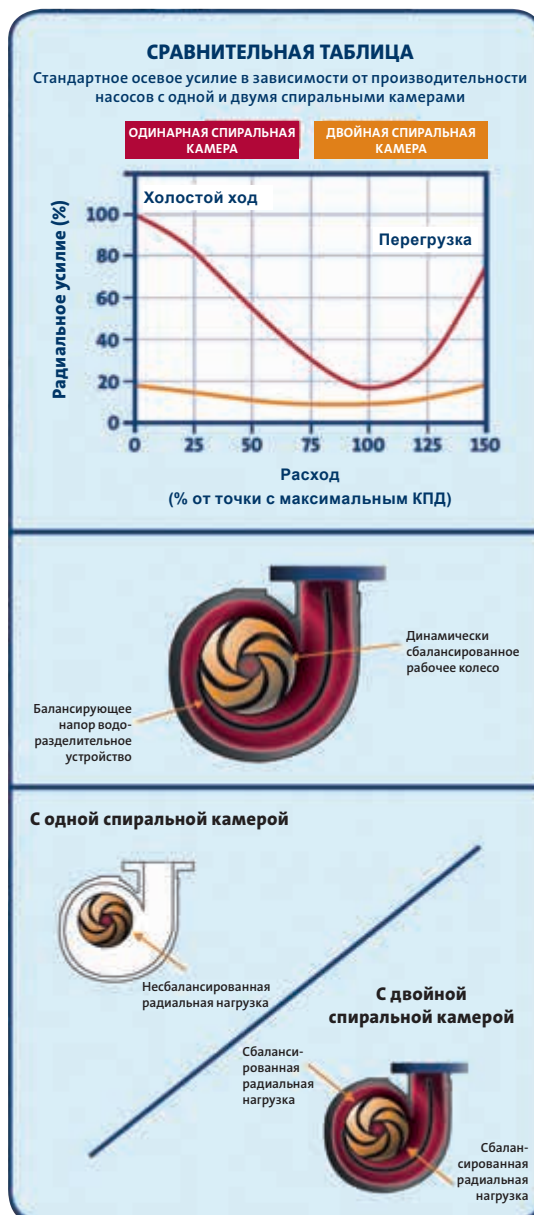 СРАВНИТЕЛЬНАЯ ТАБЛИЦА
Стандартное осевое усилие в зависимости от производительности
насосов с одной и двумя спиральными камерами
ОДИНАРНАЯ СПИРАЛЬНАЯ
КАМЕРА
ДВОЙНАЯ СПИРАЛЬНАЯ
КАМЕРА
Радиальное усилие (%)
100
80
60
40
20
0
Холостой ход
Перегрузка
0 25 50 75 100 125 150
Расход
(% от точки с максимальным КПД)
Динамически
сбалансированное
рабочее колесо
Балансирующее
напор водо-
разделительное
устройство
С одной спиральной камерой
Несбалансированная
радиальная нагрузка
С двойной
спиральной камерой
Сбаланси-
рованная
радиальная
нагрузка
Сбалан-
сированная
радиальная
нагрузка